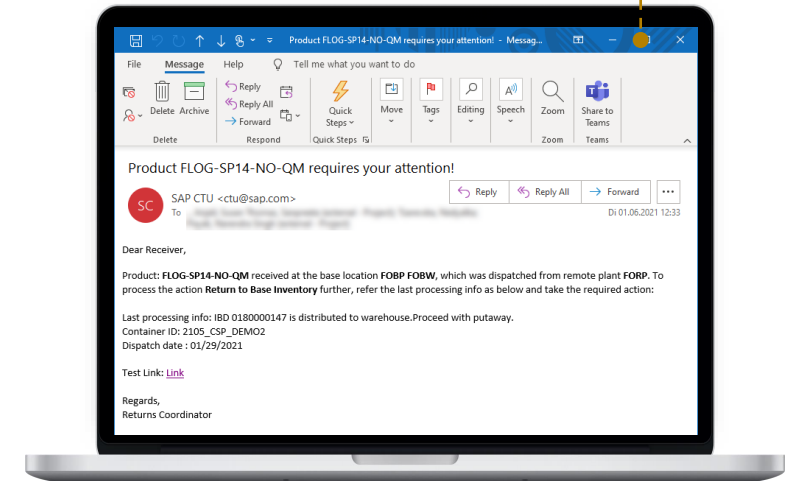 Product FLOG-SP14-NO-QM requires your attention! - Messag...
File Message Help Tell me what you want to do
Delete Archive
Reply
Reply All
Forward
Quick Steps
Move
Tags
Editing
Speech
Zoom
Share to Teams
Delete Respond Quick Steps Zoom Teams
Product FLOG-SP14-NO-QM requires your attention!
SC
SAP CTU <ctu@sap.com>
Reply Reply All Forward ...
To
Di 01.06.2021 12:33
Dear Receiver,
Product: FLOG-SP14-NO-QM received at the base location FOBP FOBW, which was dispatched from remote plant FORP. To
process the action Return to Base Inventory further, refer the last processing info as below and take the required action:
Last processing info: IBD 0180000147 is distributed to warehouse.Proceed with putaway.
Container ID: 2105_CSP_DEMO2
Dispatch date : 01/29/2021
Test Link: Link
Regards,
Returns Coordinator